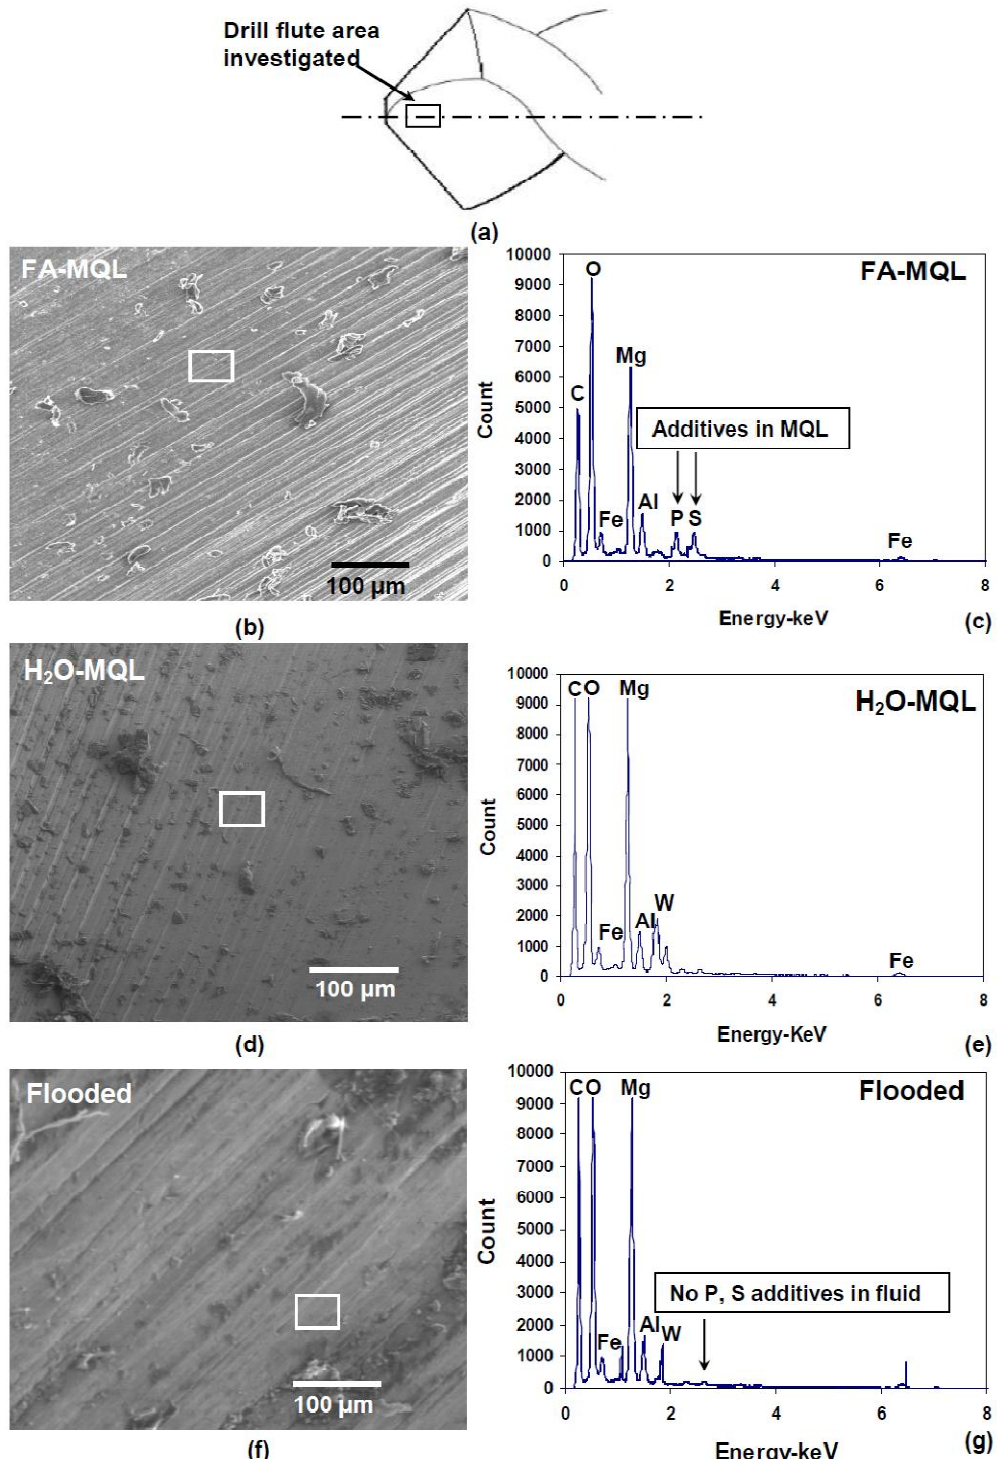 Drill flute area
investigated
(a)
FA-MQL
100 µm
(b)
10000
9000
8000
7000
6000
5000
4000
3000
2000
1000
0
Count
O
FA-MQL
Mg
C
Additives in MQL
Fe
Al
P
S
Fe
0
2
4
6
8
Energy-keV
(c)
H₂O-MQL
100 µm
(d)
10000
9000
8000
7000
6000
5000
4000
3000
2000
1000
0
Count
C O
Mg
H₂O-MQL
Fe
Al
W
Fe
0
2
4
6
8
Energy-KeV
(e)
Flooded
100 µm
(f)
10000
9000
8000
7000
6000
5000
4000
3000
2000
1000
0
Count
C O
Mg
Flooded
No P, S additives in fluid
Fe
Al
W
0
2
4
6
8
Energy-keV
(g)